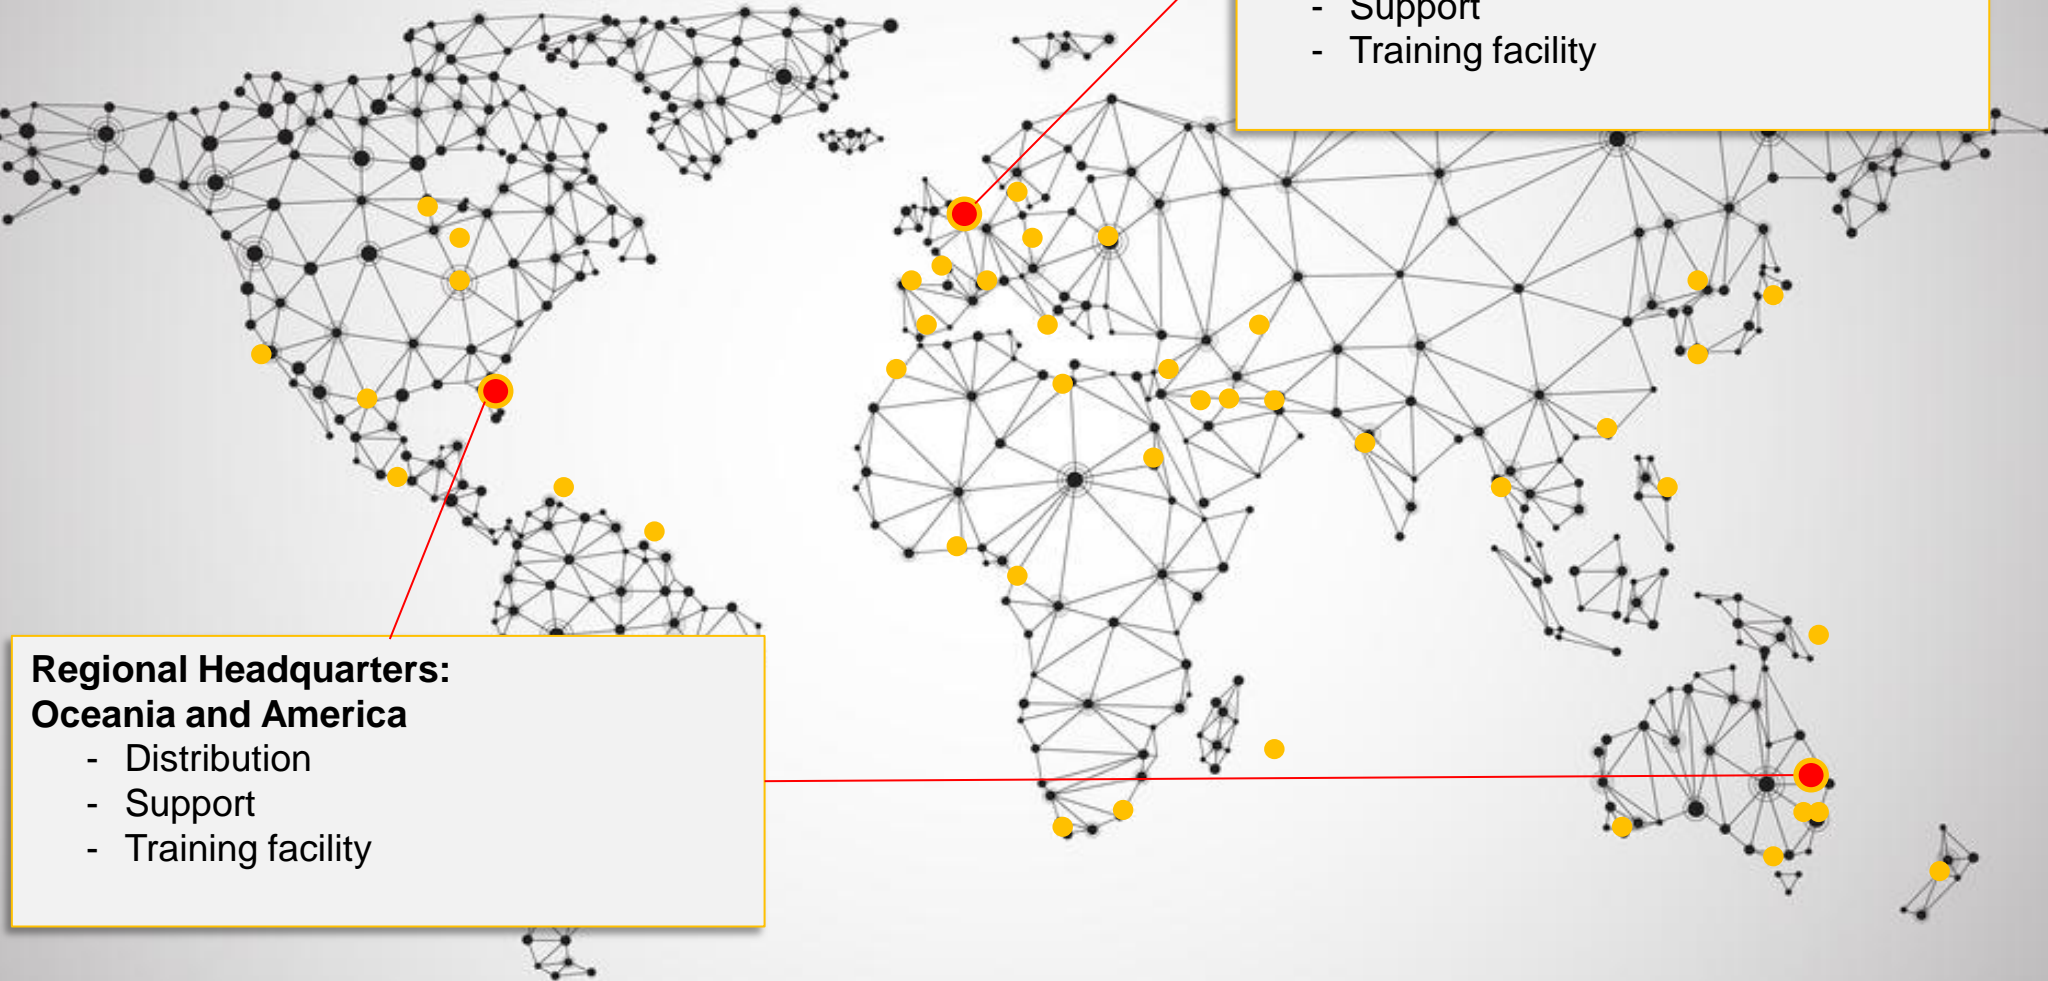 - Support
- Training facility
Regional Headquarters:
Oceania and America
- Distribution
- Support
- Training facility